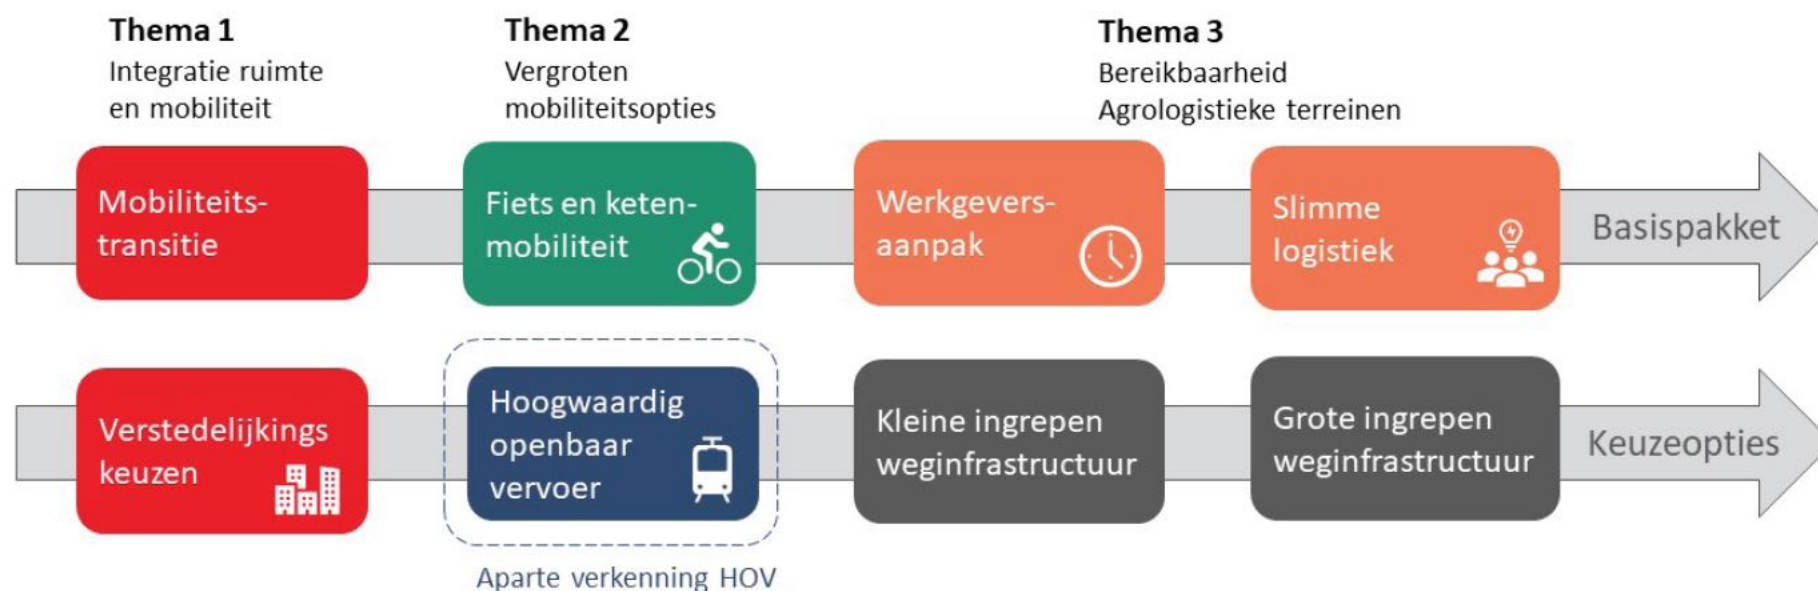 Thema 1
Integratie ruimte
en mobiliteit
Thema 2
Vergroten
mobiliteitsopties
Thema 3
Bereikbaarheid
Agrologistieke terreinen
Mobiliteits-
transitie
Fiets en keten-
mobiliteit
Werkgevers-
aanpak
Slimme
logistiek
Basispakket
Verstedelijkings
keuzen
Hoogwaardig
openbaar
vervoer
Kleine ingrepen
weginfrastructuur
Grote ingrepen
weginfrastructuur
Keuzeopties
Aparte verkenning HOV